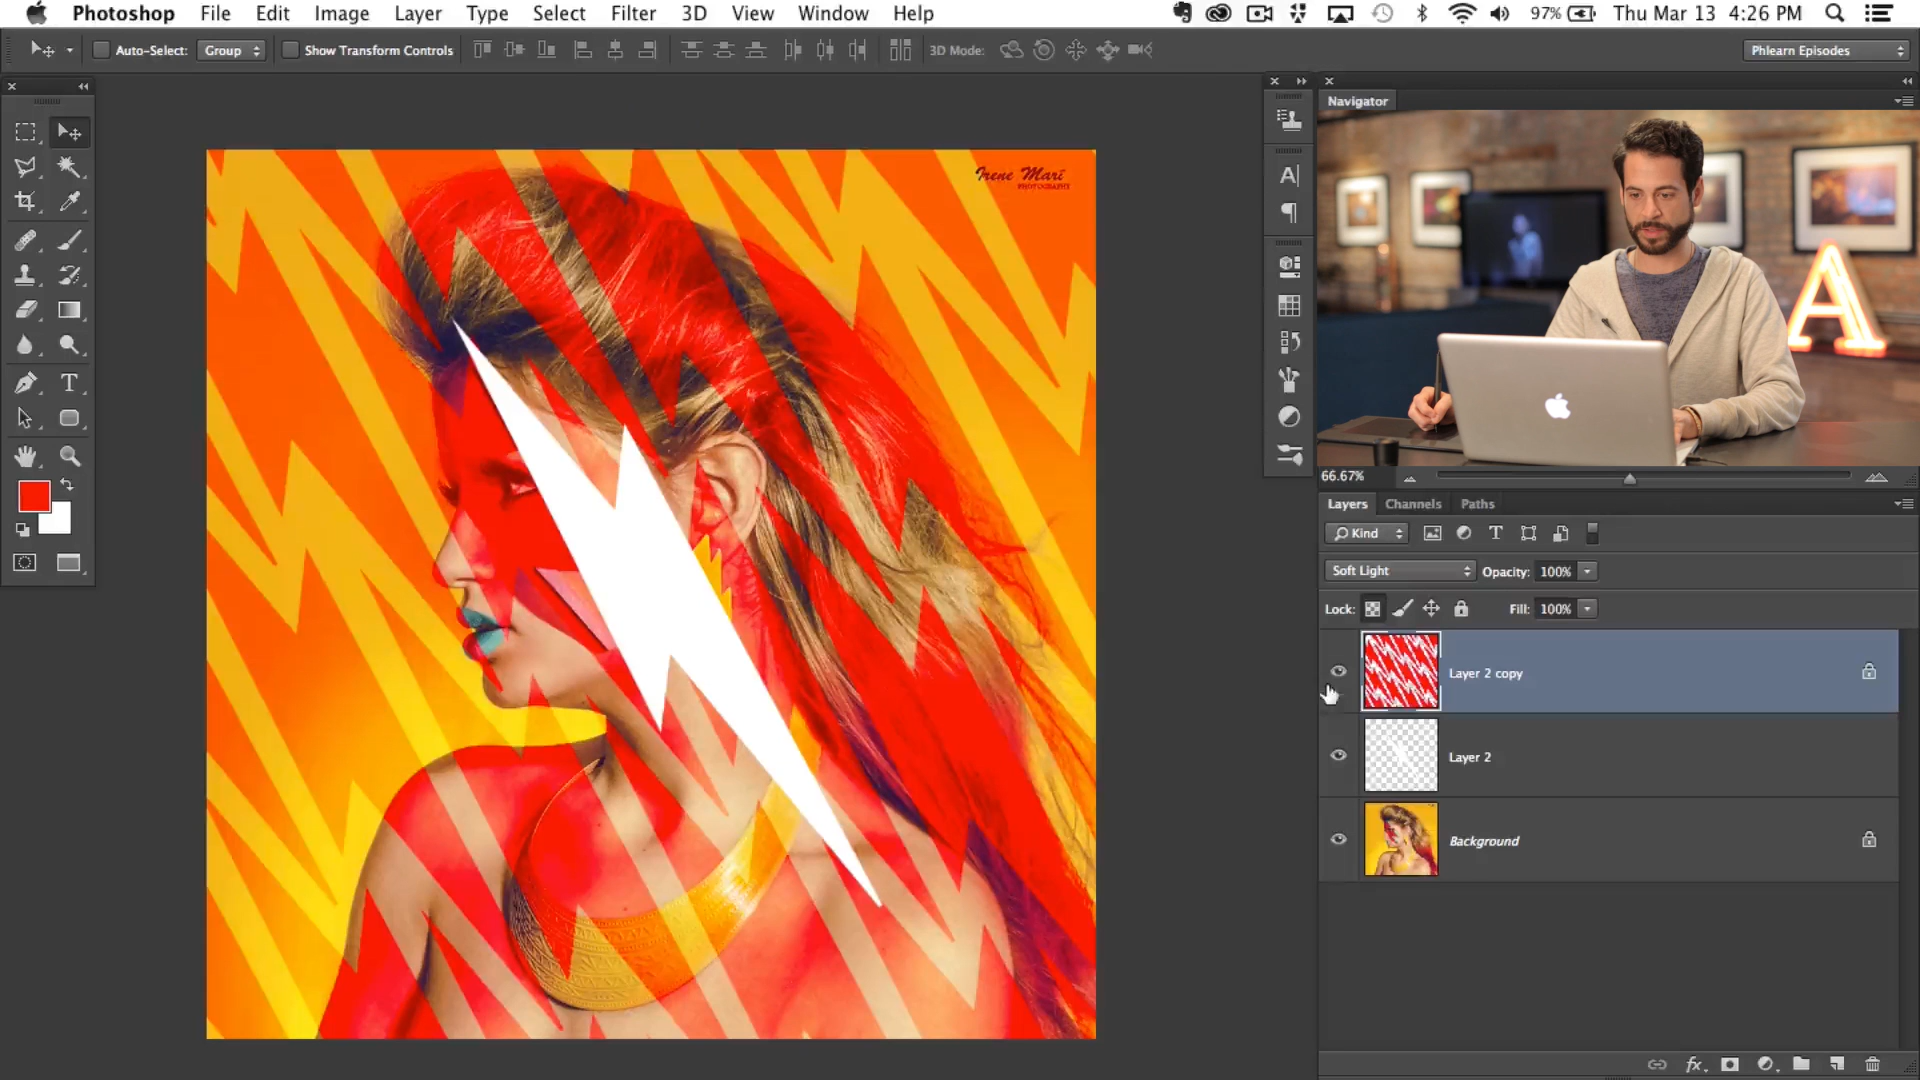 Photoshop File Edit Image Layer Type Select Filter 3D View Window Help 97% Thu Mar 13 4:26 PM
Auto-Select: Group Show Transform Controls 3D Mode: Phlearn Episodes
Navigator
Irene Marí
PHOTOGRAPHY
A
66.67%
Layers Channels Paths
Kind
Soft Light Opacity: 100%
Lock: Fill: 100%
Layer 2 copy
Layer 2
Background